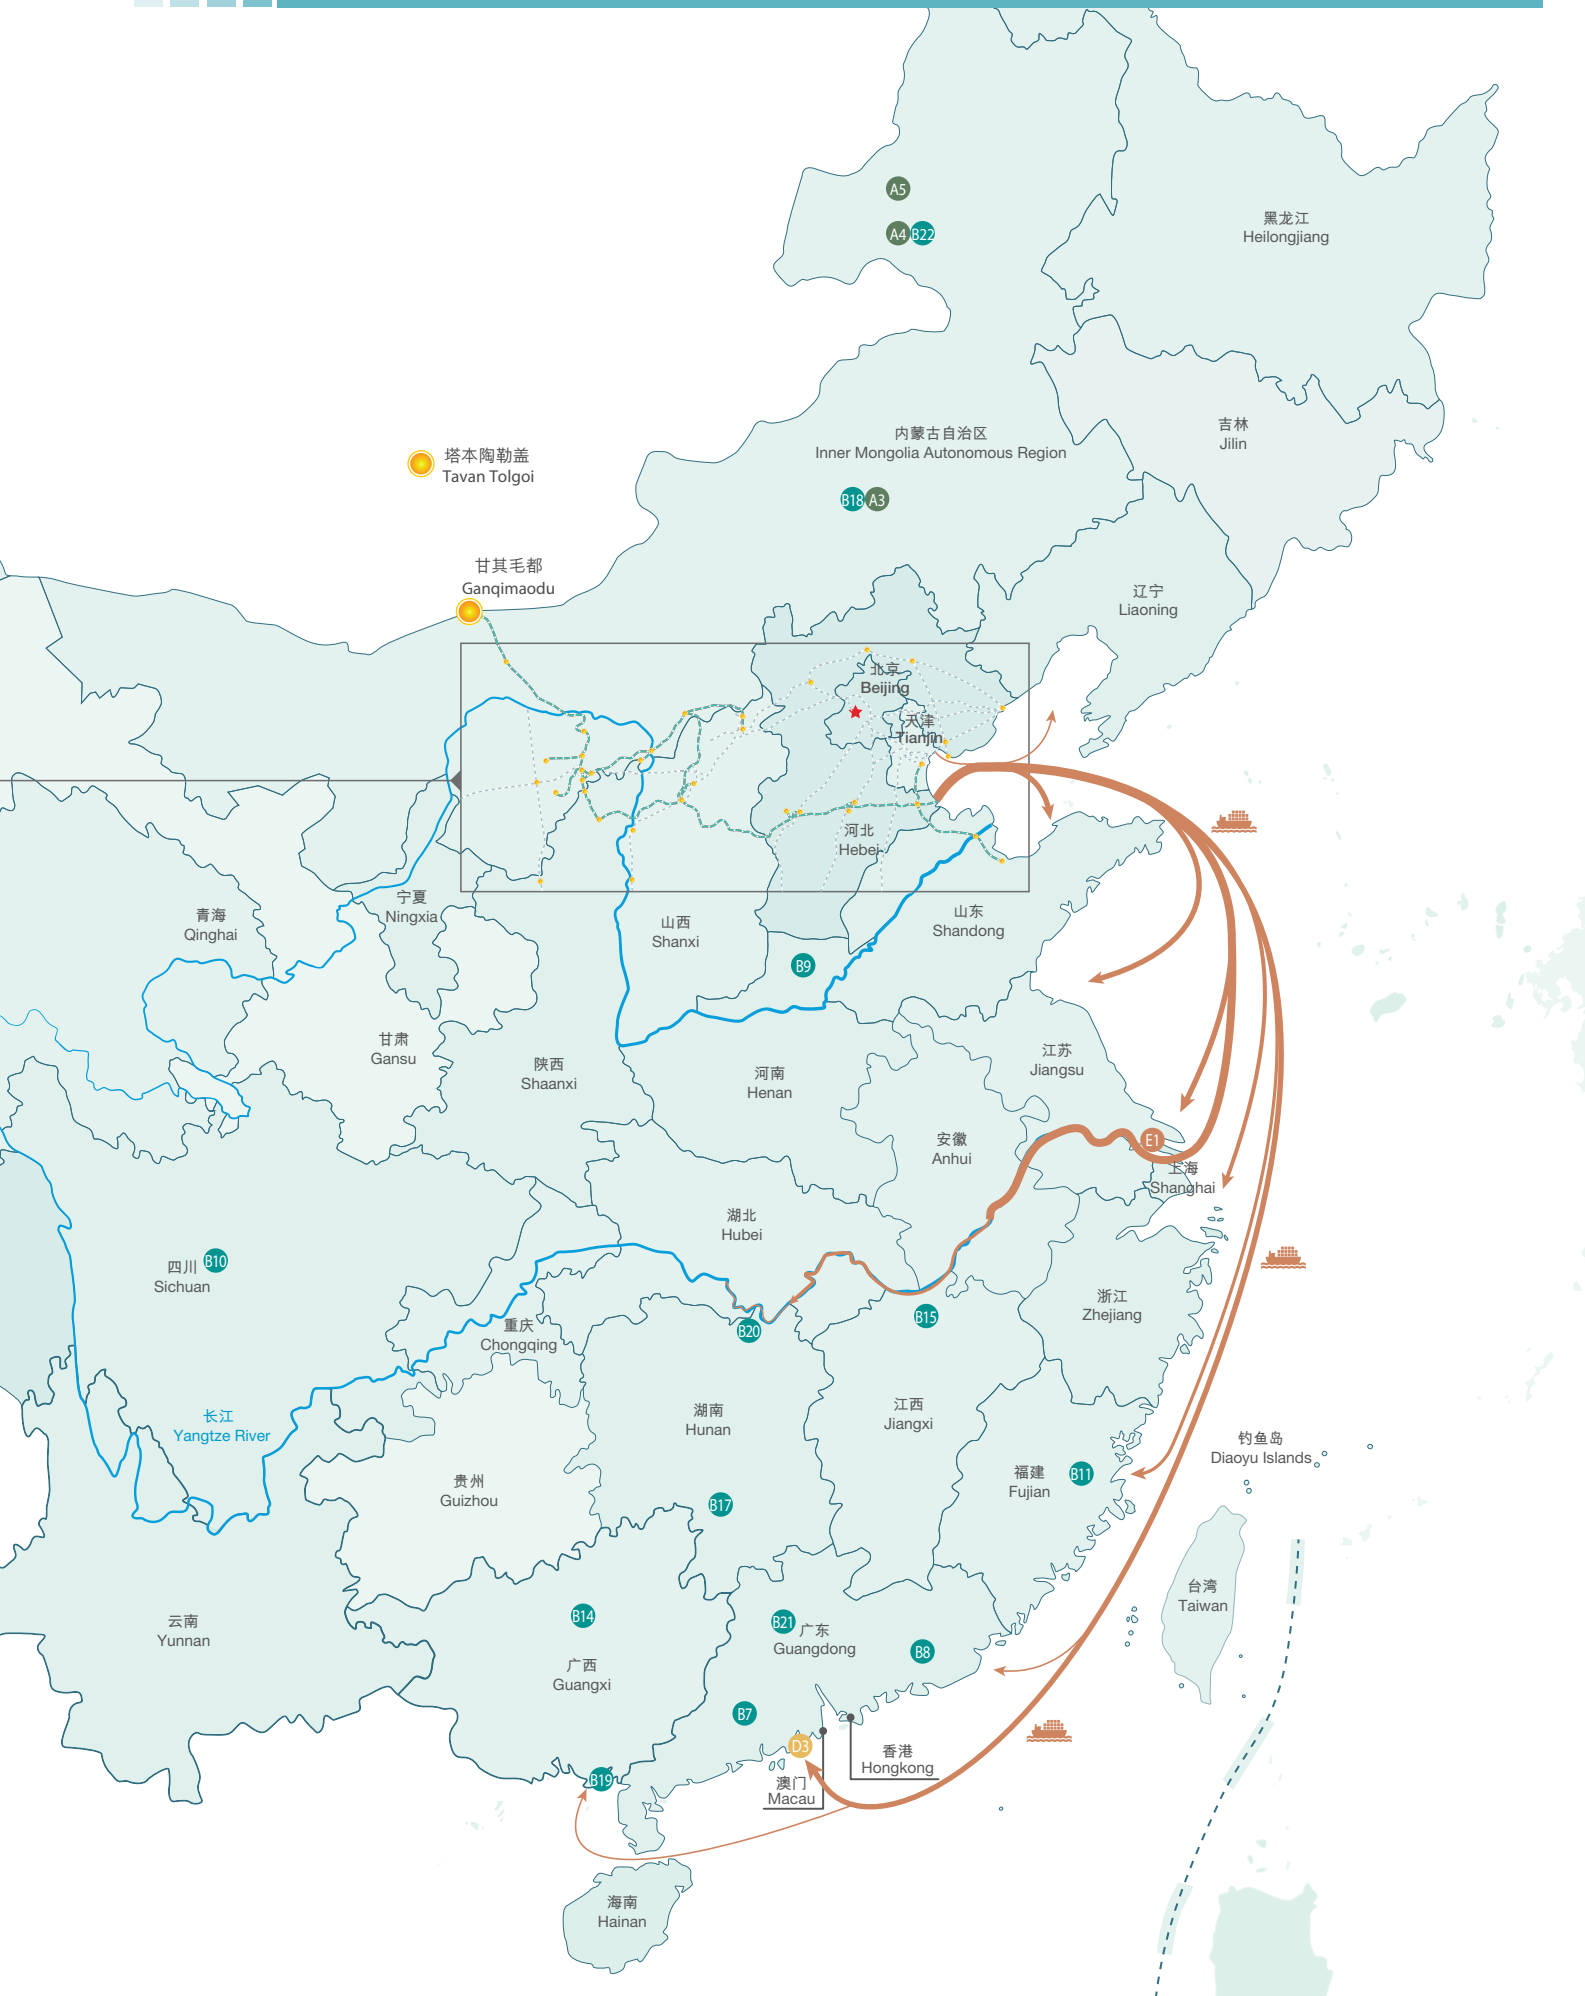 A5
A4
B22
黑龙江
Heilongjiang
吉林
Jilin
内蒙古自治区
Inner Mongolia Autonomous Region
塔本陶勒盖
Tavan Tolgoi
B18
A3
甘其毛都
Ganqimaodu
辽宁
Liaoning
北京
Beijing
天津
Tianjin
河北
Hebei
宁夏
Ningxia
青海
Qinghai
山西
Shanxi
山东
Shandong
B9
甘肃
Gansu
陕西
Shaanxi
河南
Henan
江苏
Jiangsu
安徽
Anhui
E1
上海
Shanghai
湖北
Hubei
四川
Sichuan
B10
浙江
Zhejiang
重庆
Chongqing
B20
B15
长江
Yangtze River
湖南
Hunan
江西
Jiangxi
钓鱼岛
Diaoyu Islands
贵州
Guizhou
福建
Fujian
B11
B17
台湾
Taiwan
云南
Yunnan
B14
B21
广东
Guangdong
B8
广西
Guangxi
B7
D3
香港
Hongkong
澳门
Macau
B19
海南
Hainan